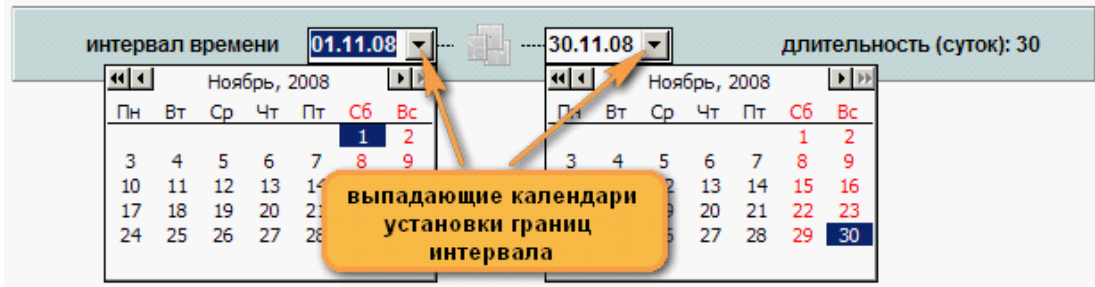 интервал времени 01.11.08 30.11.08 длительность (суток): 30
Ноябрь, 2008 Ноябрь, 2008
Пн Вт Ср Чт Пт Сб Вс Пн Вт Ср Чт Пт Сб Вс
1 2 1 2
3 4 5 6 7 8 9 3 4 5 6 7 8 9
10 11 12 13 14 12 13 14 15 16
17 18 19 20 21 20 21 22 23
24 25 26 27 28 27 28 29 30
выпадающие календари
установки границ
интервала